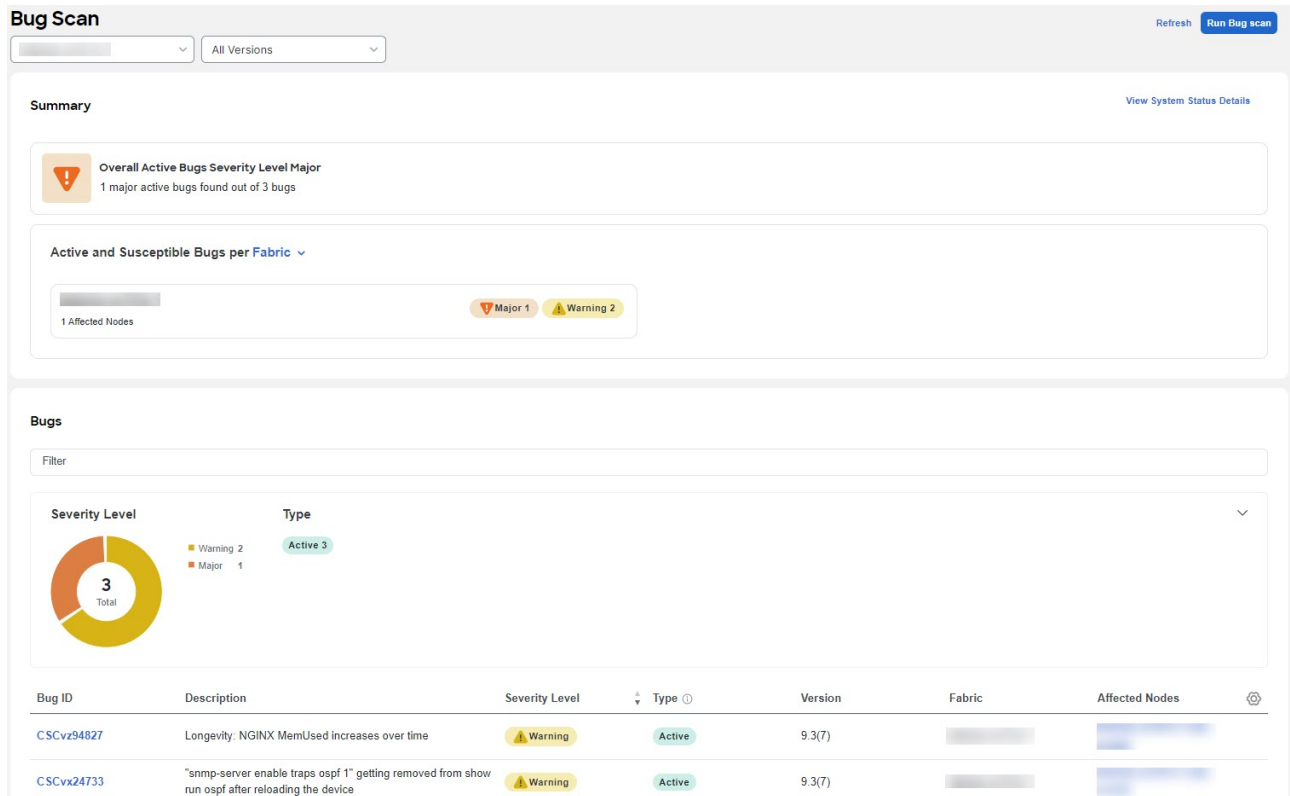 Bug Scan
Refresh
Run Bug scan
All Versions
Summary
View System Status Details
Overall Active Bugs Severity Level Major
1 major active bugs found out of 3 bugs
Active and Susceptible Bugs per Fabric
Major 1
Warning 2
1 Affected Nodes
Bugs
Filter
Severity Level
Type
3
Total
Warning 2
Major 1
Active 3
Bug ID Description Severity Level Type Version Fabric Affected Nodes
CSCvz94827 Longevity: NGINX MemUsed increases over time Warning Active 9.3(7)
CSCvx24733 "snmp-server enable traps ospf 1" getting removed from show
run ospf after reloading the device Warning Active 9.3(7)